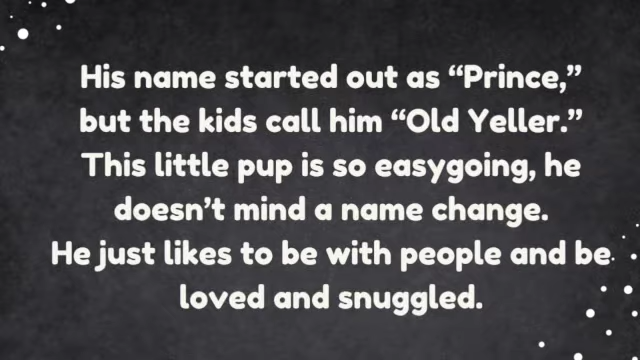 His name started out as “Prince,”
but the kids call him “Old Yeller.”
This little pup is so easygoing, he
doesn’t mind a name change.
He just likes to be with people and be
loved and snuggled.